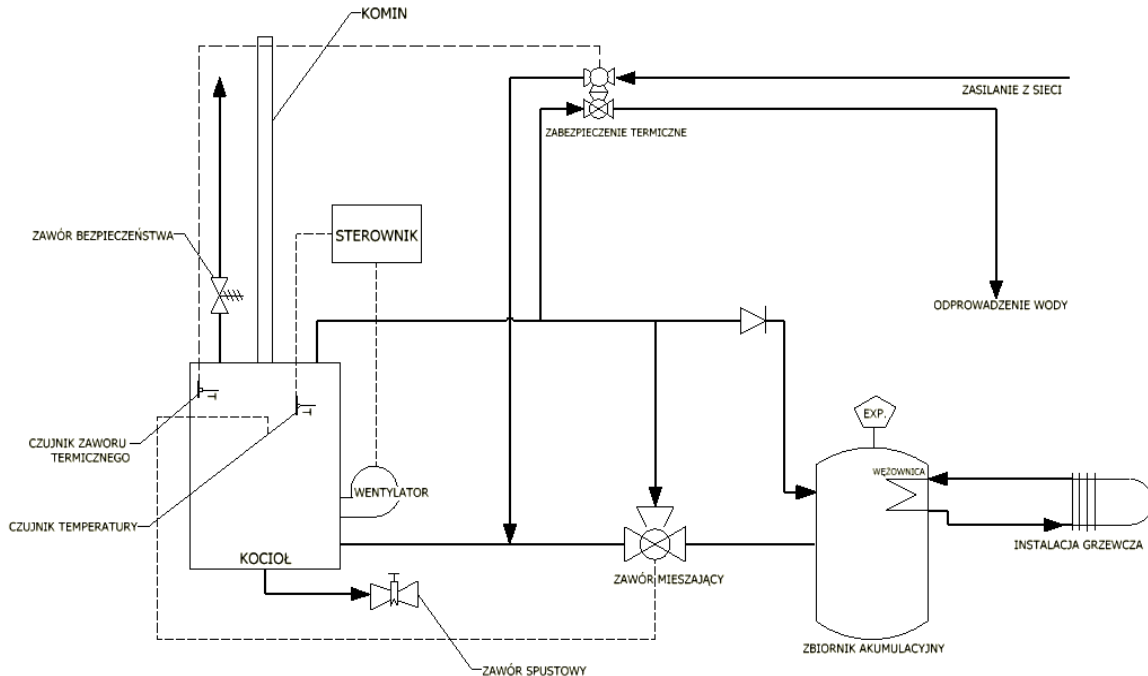 KOMIN
ZASILANIE Z SIECI
ZABEZPIECZENIE TERMICZNE
ZAWÓR BEZPIECZEŃSTWA
STEROWNIK
ODPROWADZENIE WODY
EXP.
CZUJNIK ZAWORU
TERMICZNEGO
WĘŻOWNICA
WENTYLATOR
CZUJNIK TEMPERATURY
INSTALACJA GRZEWCZA
KOCIOŁ
ZAWÓR MIESZAJĄCY
ZBIORNIK AKUMULACYJNY
ZAWÓR SPUSTOWY